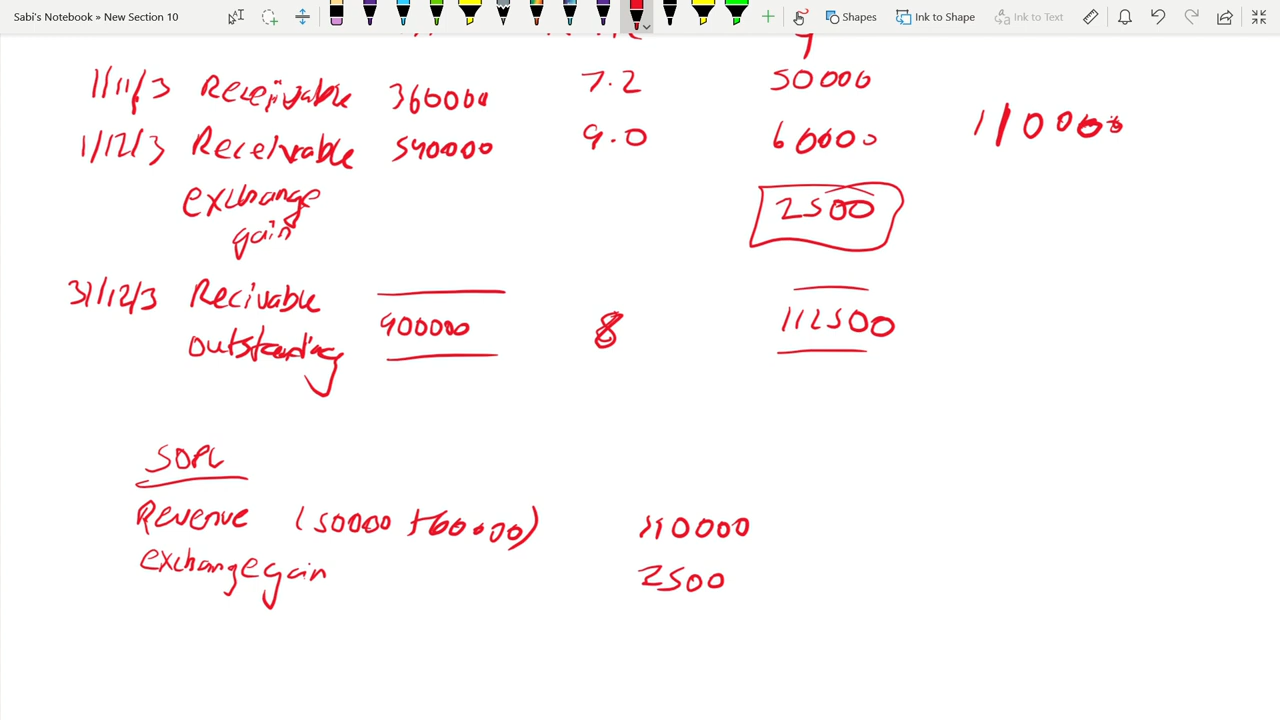 Sabi's Notebook » New Section 10 Shapes Ink to Shape Ink to Text
1/11/3 Receivable 360000 7.2 50000
110000
1/12/3 Receivable 540000 9.0 60000
exchange
gain 2500
31/12/3 Recivable
900000 8 112500
outstanding
SOPL
Revenue (50000 + 60000) 110000
exchange gain 2500